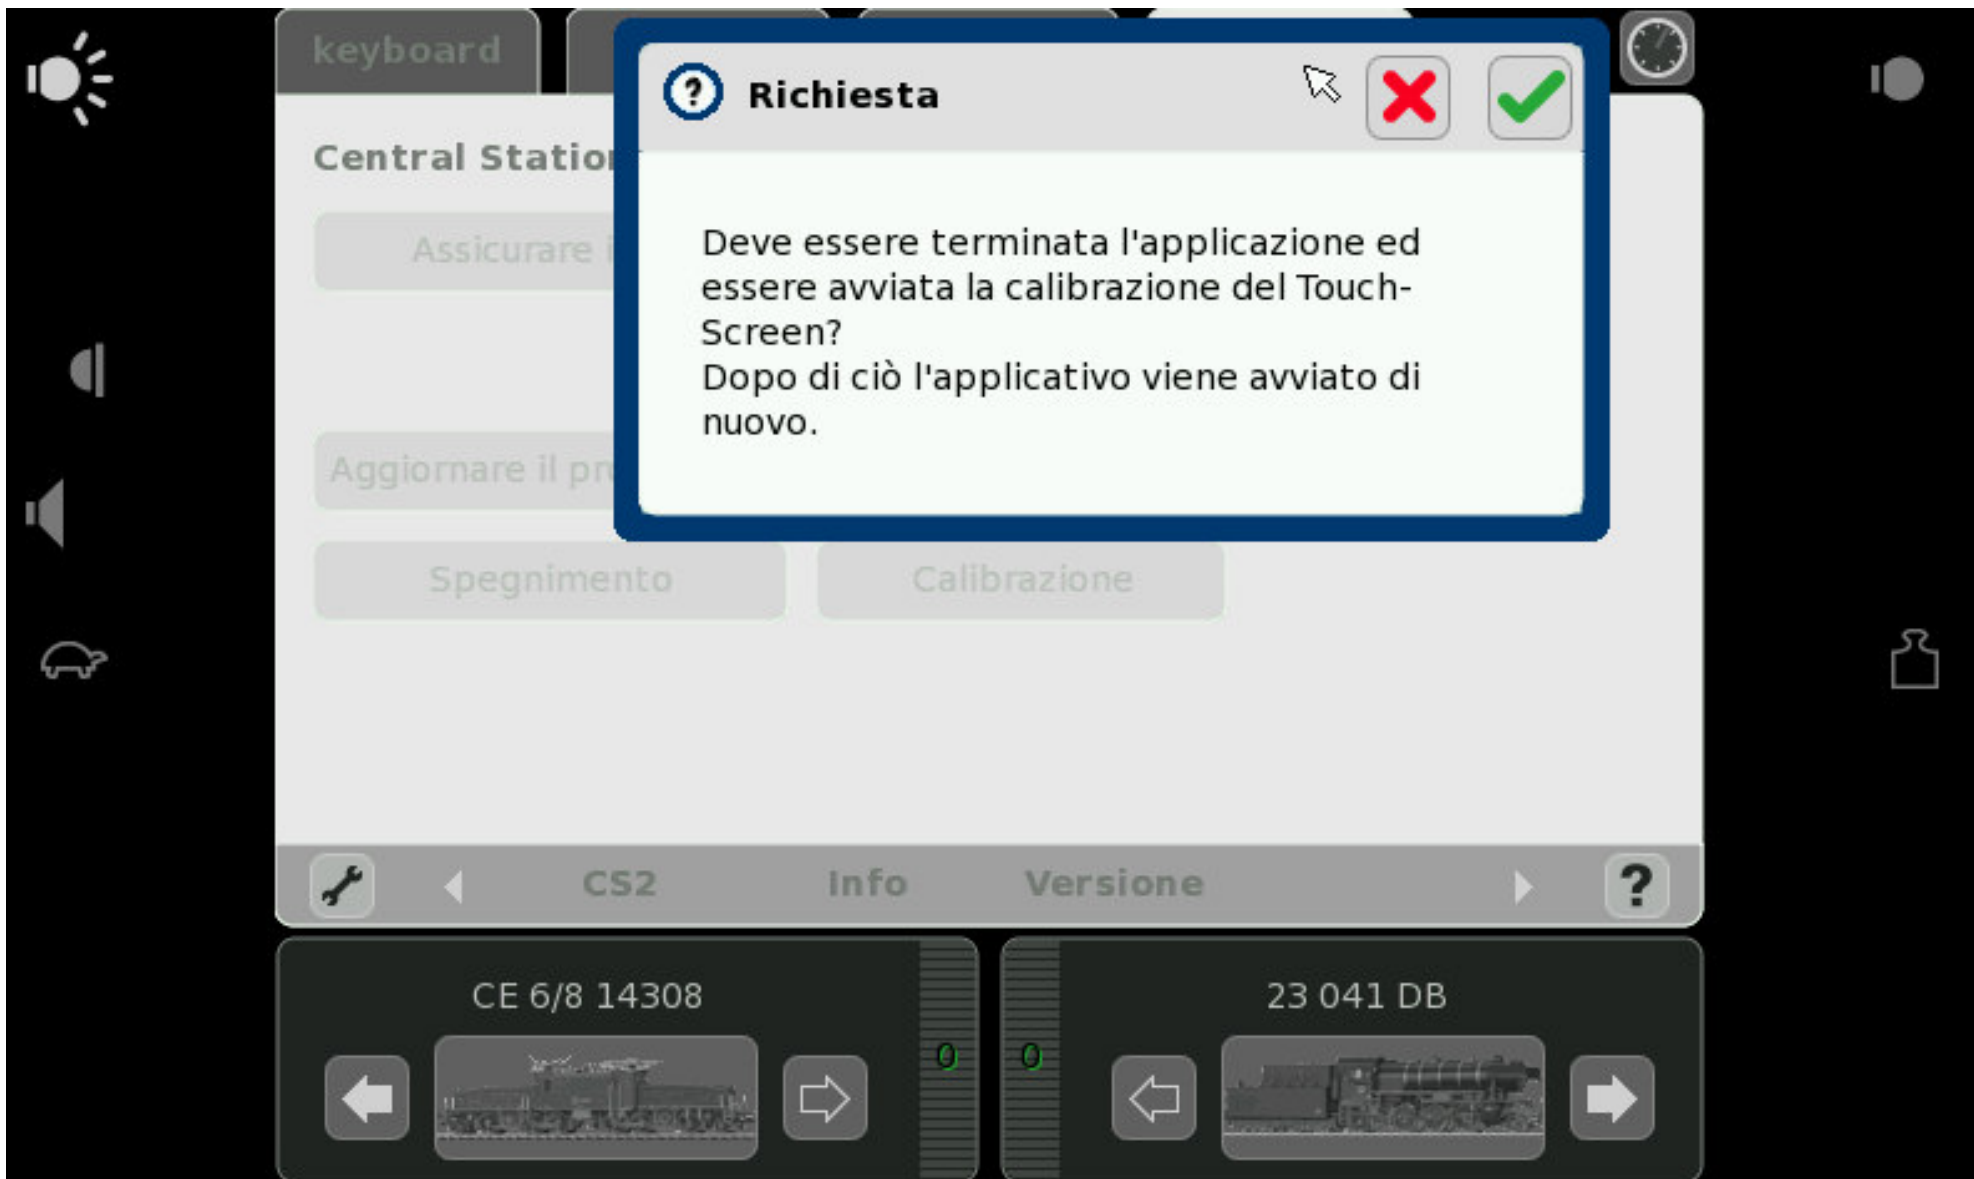 keyboard
Richiesta
Central Station
Assicurare i
Deve essere terminata l'applicazione ed
essere avviata la calibrazione del Touch-
Screen?
Dopo di ciò l'applicativo viene avviato di
nuovo.
Aggiornare il
Spegnimento Calibrazione
CS2 Info Versione ?
CE 6/8 14308 23 041 DB
0 0